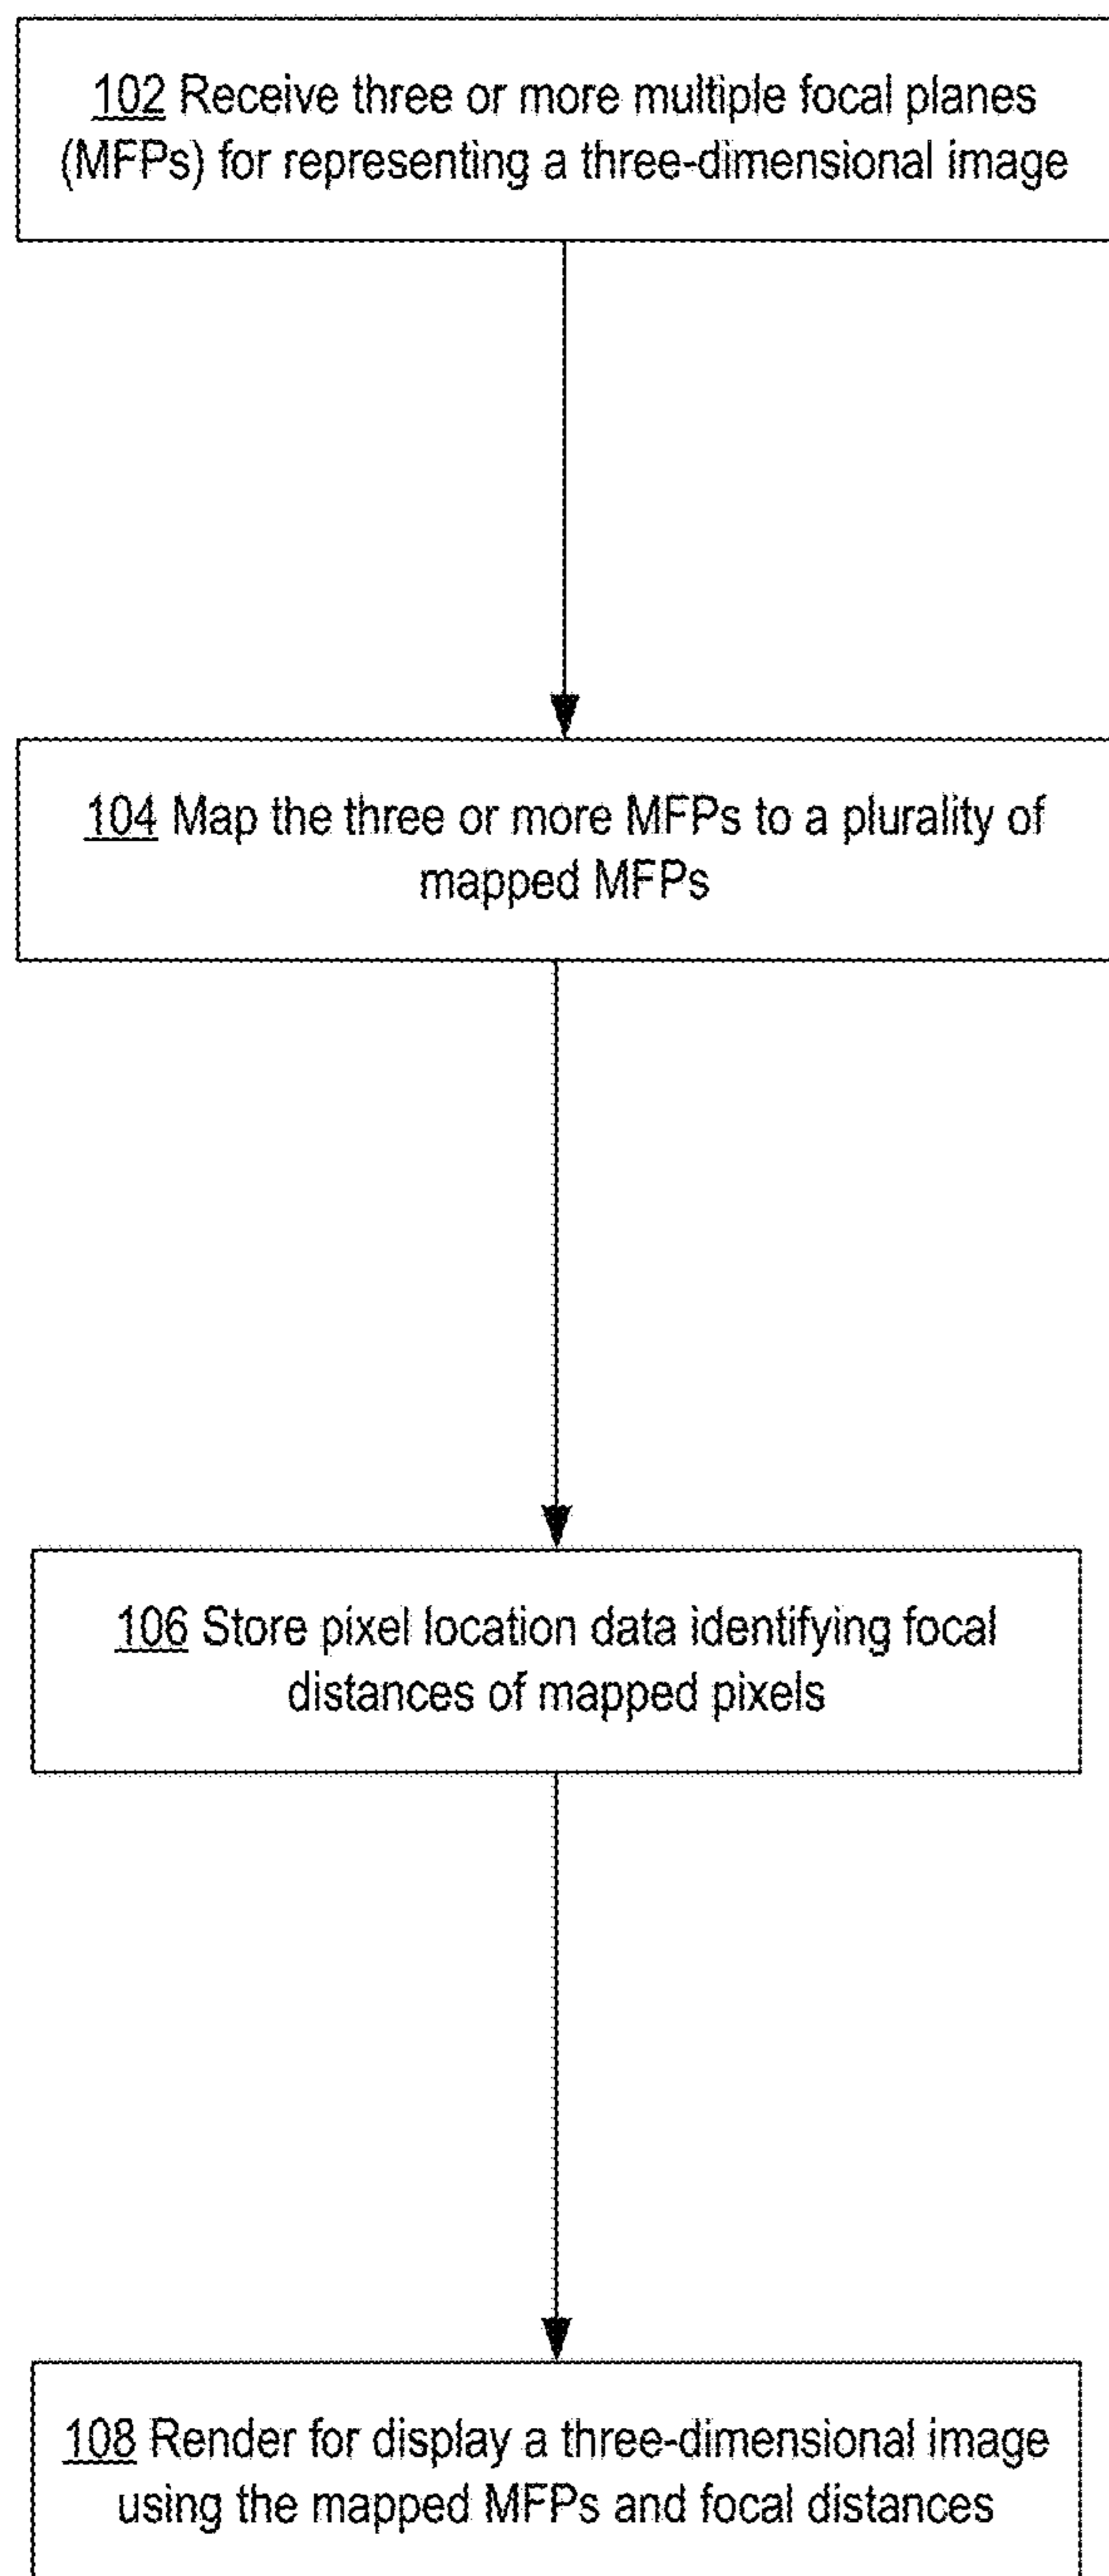 102 Receive three or more multiple focal planes
(MFPs) for representing a three-dimensional image
104 Map the three or more MFPs to a plurality of
mapped MFPs
106 Store pixel location data identifying focal
distances of mapped pixels
108 Render for display a three-dimensional image
using the mapped MFPs and focal distances